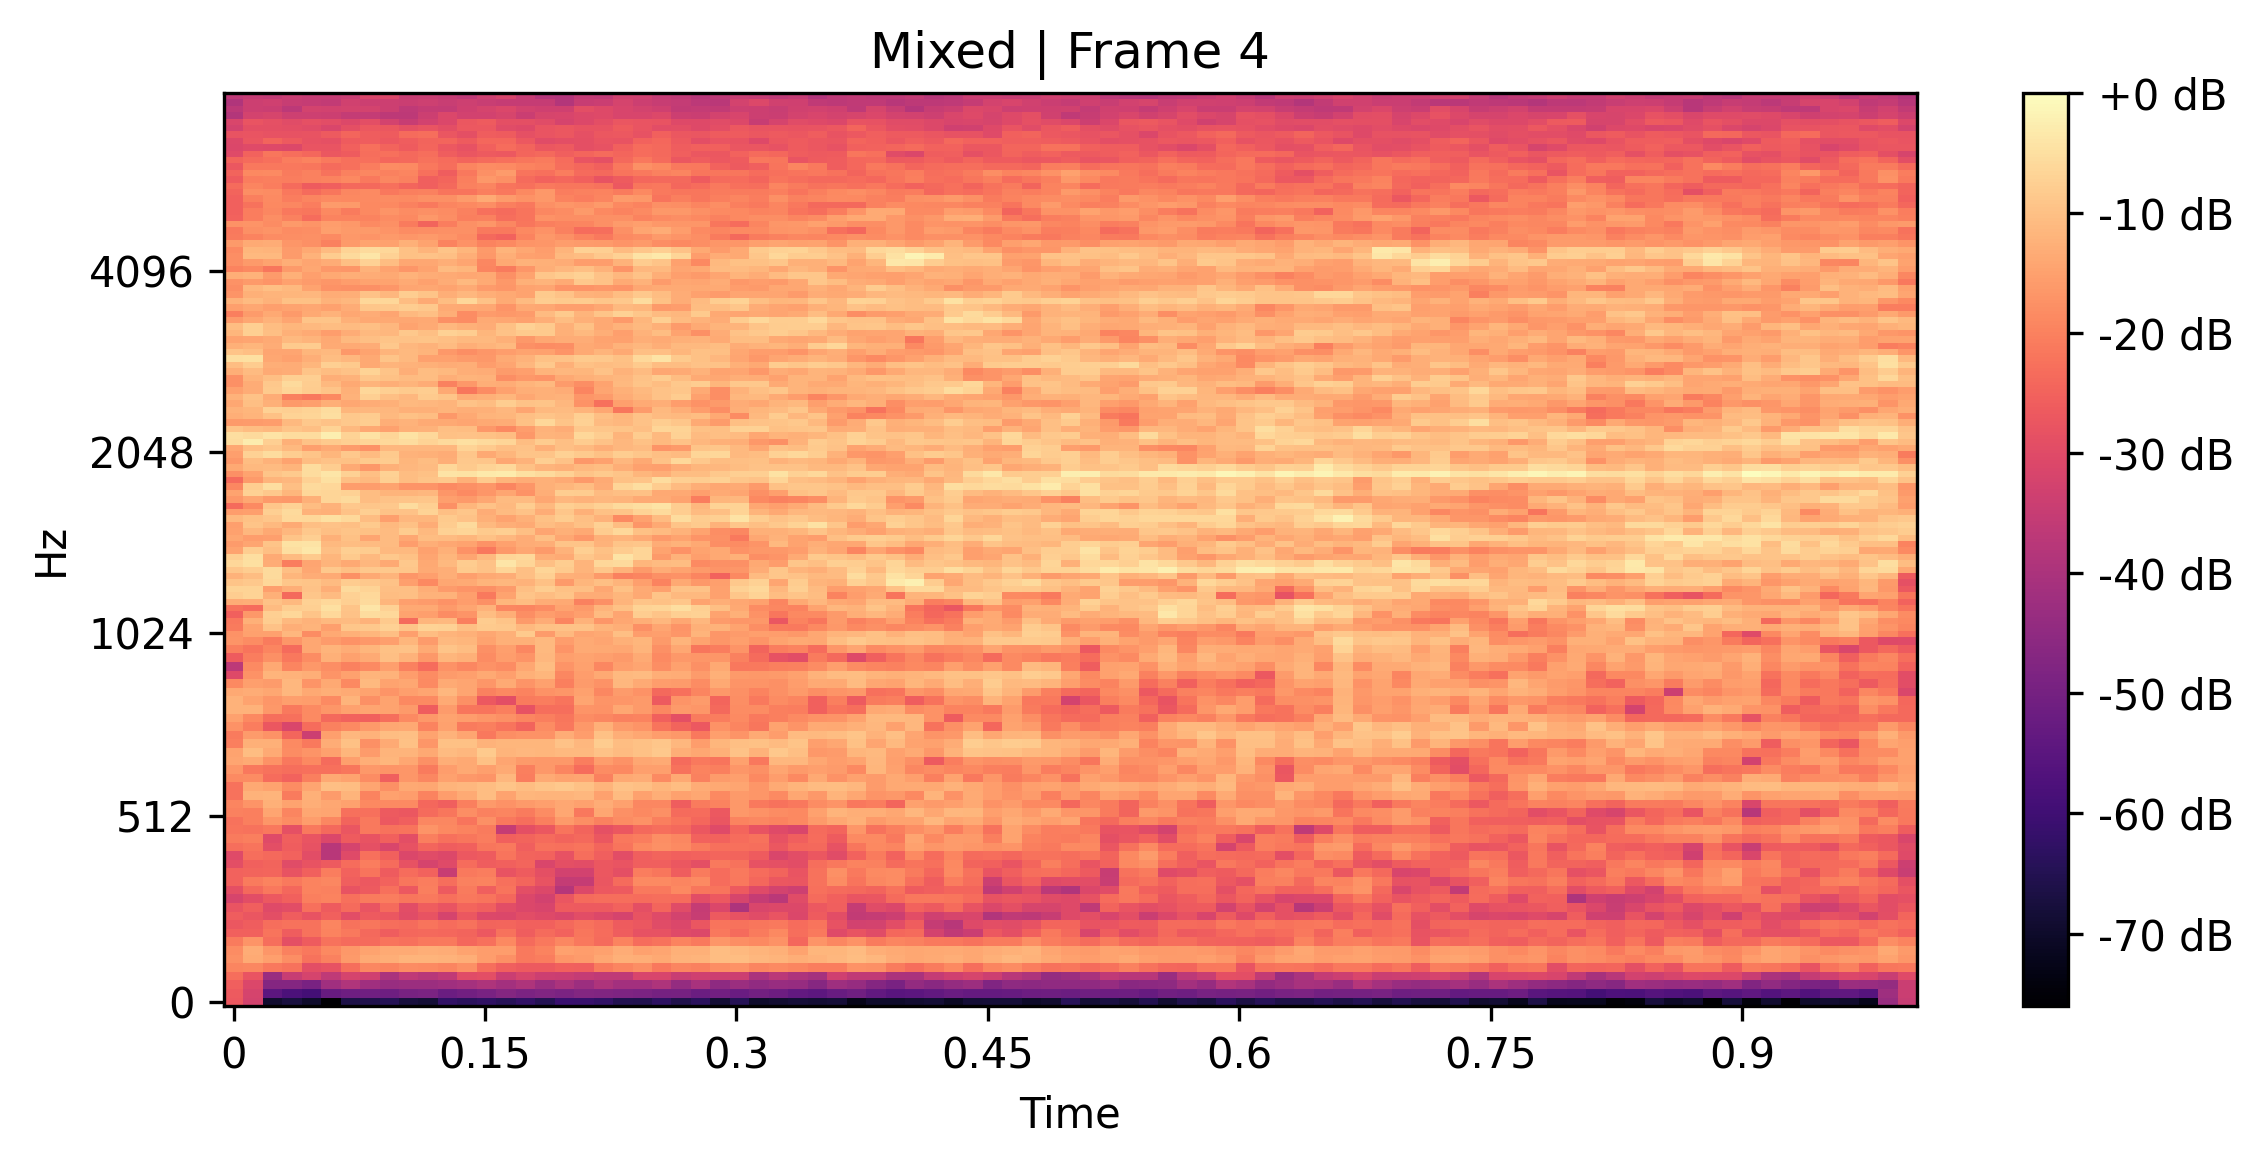 Mixed | Frame 4
+0 dB
-10 dB
-20 dB
-30 dB
-40 dB
-50 dB
-60 dB
-70 dB
Hz
4096
2048
1024
512
0
0 0.15 0.3 0.45 0.6 0.75 0.9
Time